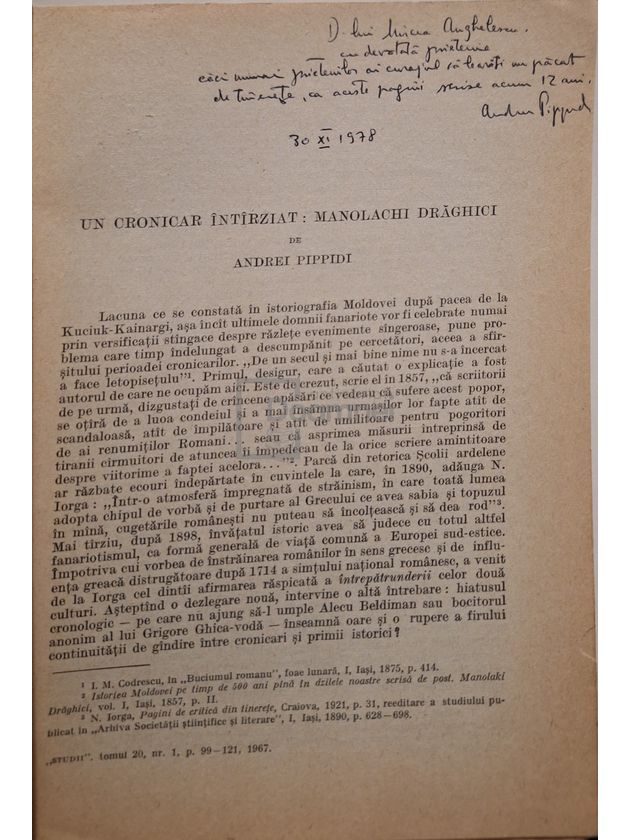 D-lui Mircea Anghelescu,
cu devotată prietenie
căci numai prietenilor ai curajul să le arăți un păcat
de tinerețe, ca aceste pagini scrise acum 12 ani.
Andrei Pippidi
30 XI 1978
UN CRONICAR ÎNTÎRZIAT : MANOLACHI DRĂGHICI
DE
ANDREI PIPPIDI
Lacuna ce se constată în istoriografia Moldovei după pacea de la
Kuciuk-Kainargi, așa încît ultimele domnii fanariote vor fi celebrate numai
prin versificații stîngace despre răzlețe evenimente sîngeroase, pune pro-
blema care timp îndelungat a descumpănit pe cercetători, aceea a sfîr-
șitului perioadei cronicarilor. „De un secul și mai bine nime nu s-a încercat
a face letopisețulu”¹. Primul, desigur, care a căutat o explicație a fost
autorul de care ne ocupăm aici. Este de crezut, scrie el în 1857, „că scriitorii
de pe urmă, dizgustați de crîncene apăsări ce vedeau că sufere acest popor,
se oțîră de a lua condeiul și a mai însămna urmașilor lor fapte atît de
scandaloasă, atît de împilătoare și atît de umilitoare pentru pogorîtori
de ai renumiților Romani... seau că asprimea măsurii întreprinsă de
tiranii cîrmuitori de atuncea îi împedecau de la orice scriere amintitoare
despre viitorime a faptei acelora...”². Parcă din retorica Școlii ardelene
ar răzbate ecouri îndepărtate în cuvintele la care, în 1890, adăuga N.
Iorga : „Într-o atmosferă impregnată de străinism, în care toată lumea
adopta chipul de vorbă și de purtare al Grecului ce avea sabia și topuzul
în mînă, cugetările românești nu puteau să încolțească și să dea rod”³.
Mai tîrziu, după 1898, învățatul istoric avea să judece cu totul altfel
fanariotismul, ca formă generală de viață comună a Europei sud-estice.
Împotriva cui vorbea de înstrăinarea românilor în sens grecesc și de influ-
ența greacă distrugătoare după 1714 a simțului național românesc, a venit
de la Iorga cel dintîi afirmarea răspicată a întrepătrunderii celor două
culturi. Așteptînd o dezlegare nouă, intervine o altă întrebare : hiatusul
cronologic — pe care nu ajung să-l umple Alecu Beldiman sau bocitorul
anonim al lui Grigore Ghica-vodă — înseamnă oare și o rupere a firului
continuității de gîndire între cronicari și primii istorici?
¹ I. M. Codrescu, în „Buciumul romanu”, foae lunară, I, Iași, 1875, p. 414.
² Istoriea Moldovei pe timp de 500 ani pînă în dzilele noastre scrisă de post. Manolaki
Drăghici, vol. I, Iași, 1857, p. II.
³ N. Iorga, Pagini de critică din tinerețe, Craiova, 1921, p. 31, reeditare a studiului pu-
blicat în „Arhiva Societății științifice și literare”, I, Iași, 1890, p. 628—698.
„STUDII”, tomul 20, nr. 1, p. 99—121, 1967.